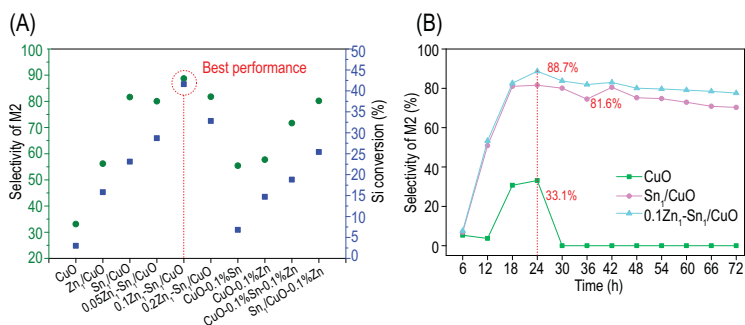 (A)
Selectivity of M2
100
90
80
70
60
50
40
30
20
50
45
40
35
30
25
20
15
10
5
0
Si conversion (%)
Best performance
CuO
Zn₁/CuO
Sn₁/CuO
0.05Zn₁-Sn₁/CuO
0.1Zn₁-Sn₁/CuO
0.2Zn₁-Sn₁/CuO
CuO-0.1%Sn
CuO-0.1%Zn
CuO-0.1%Sn-0.1%Zn
Sn₁/CuO-0.1%Zn
(B)
Selectivity of M2 (%)
100
80
60
40
20
0
88.7%
81.6%
33.1%
CuO
Sn₁/CuO
0.1Zn₁-Sn₁/CuO
6 12 18 24 30 36 42 48 54 60 66 72
Time (h)